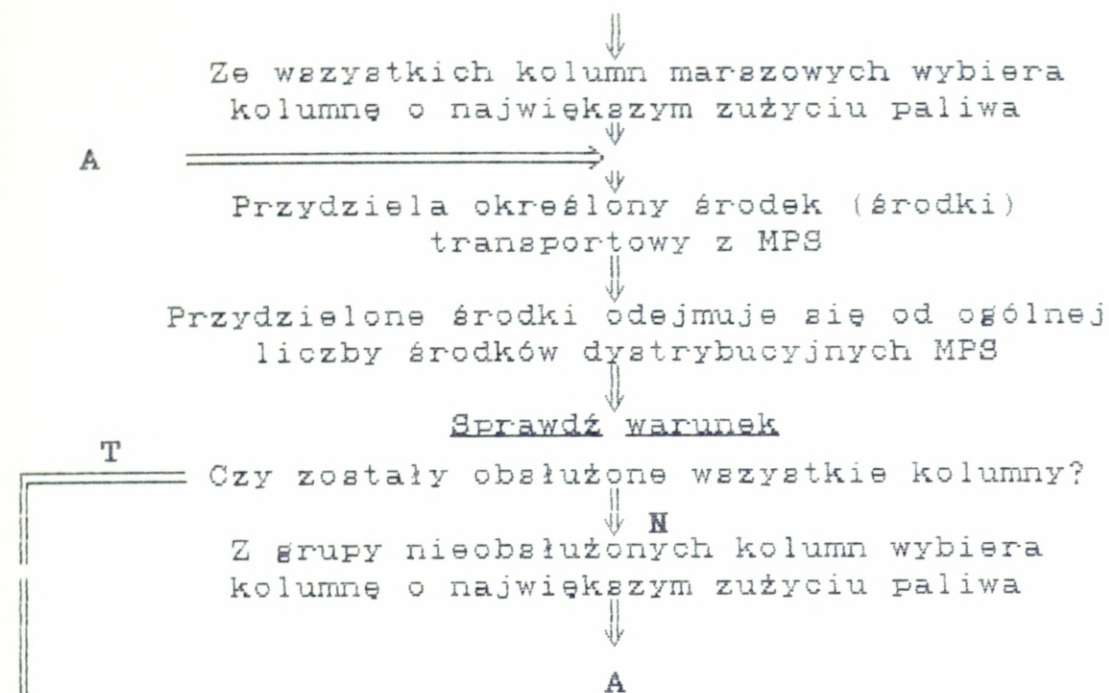 Ze wszystkich kolumn marszowych wybiera
kolumnę o największym zużyciu paliwa
A
Przydziela określony środek (środki)
transportowy z MPS
Przydzielone środki odejmuje się od ogólnej
liczby środków dystrybucyjnych MPS
Sprawdź warunek
T
Czy zostały obsłużone wszystkie kolumny?
N
Z grupy nieobsłużonych kolumn wybiera
kolumnę o największym zużyciu paliwa
A